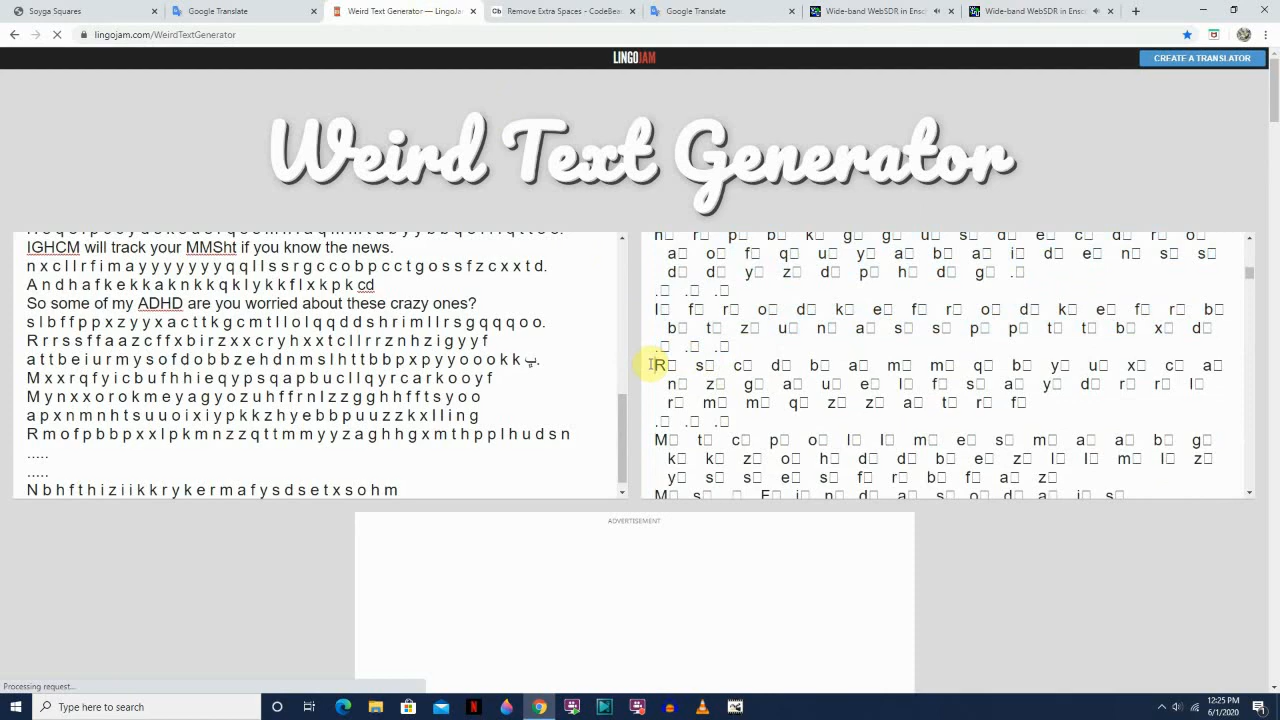 Soyga Squares
Google Translate
Weird Text Generator — LingoJam
Remove Extra Spaces - CodeBea
Google Translate
Wide-band WebSDR in Ensch
Wide-band WebSDR in Ensch
lingojam.com/WeirdTextGenerator
LINGOJAM
CREATE A TRANSLATOR
Weird Text Generator
IGHCM will track your MMSht if you know the news.
n x c l l r f i m a y y y y y y y q q l l s s r g c c o b p c c t g o s s f z c x x t d.
A n d h a f k e k k a k n k k q k l y k k f l x k p k cd
So some of my ADHD are you worried about these crazy ones?
s l b f f p p x z y y x a c t t k g c m t l l o l q q d d s h r i m l l r s g q q q o o.
R r r s s f f a a z c f f x b i r z x x c r y h x x t c l l r r z n h z i g y y f
a t t b e i u r m y s o f d o b b z e h d n m s l h t t b b p x p y y o o o k k پ.
M x x r q f y i c b u f h h i e q y p s q a p b u c l l q y r c a r k o o y f
M y n x x o r o k m e y a g y o z u h f f r n l z z g g h h f f t s y o o
a p x n m n h t s u u o i x i y p k k z h y e b b p u u z z k x l l i n g
R m o f p b b p x x l p k m n z z q t t m m y y z a g h h g x m t h p p l h u d s n
.....
.....
N b h f t h i z i i k k r y k e r m a f y s d s e t x s o h m
h r p b k g g u s d e c d r o
a o f q u y a b a i d e n s s
d d y z d p h d g .
. . .
I f r o d k e f r o d k e f r b
b t z u n a s s p p t t b x d
. . .
R s c d b a m m q b y u x c a
n z g a u e l f s a y d r r l
r m m q z z a t r f
. . .
M t c p o l l m e s m a a b g
k k z o h d d b e z l l m l z
y s s e s f r b f a z
ADVERTISEMENT
Processing request...
Type here to search
12:25 PM
6/1/2020